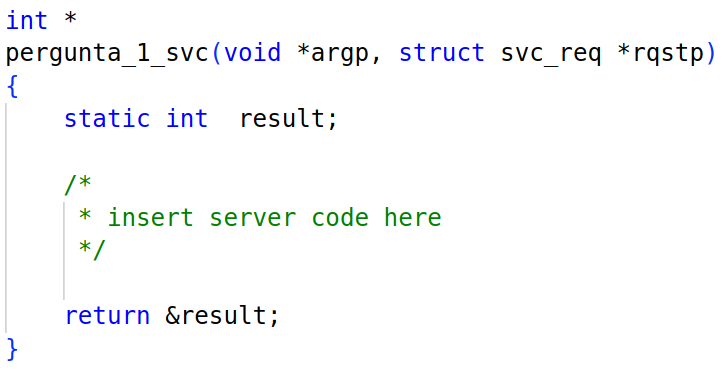 int *
pergunta_1_svc(void *argp, struct svc_req *rqstp)
{
    static int  result;

    /*
     * insert server code here
     */

    return &result;
}